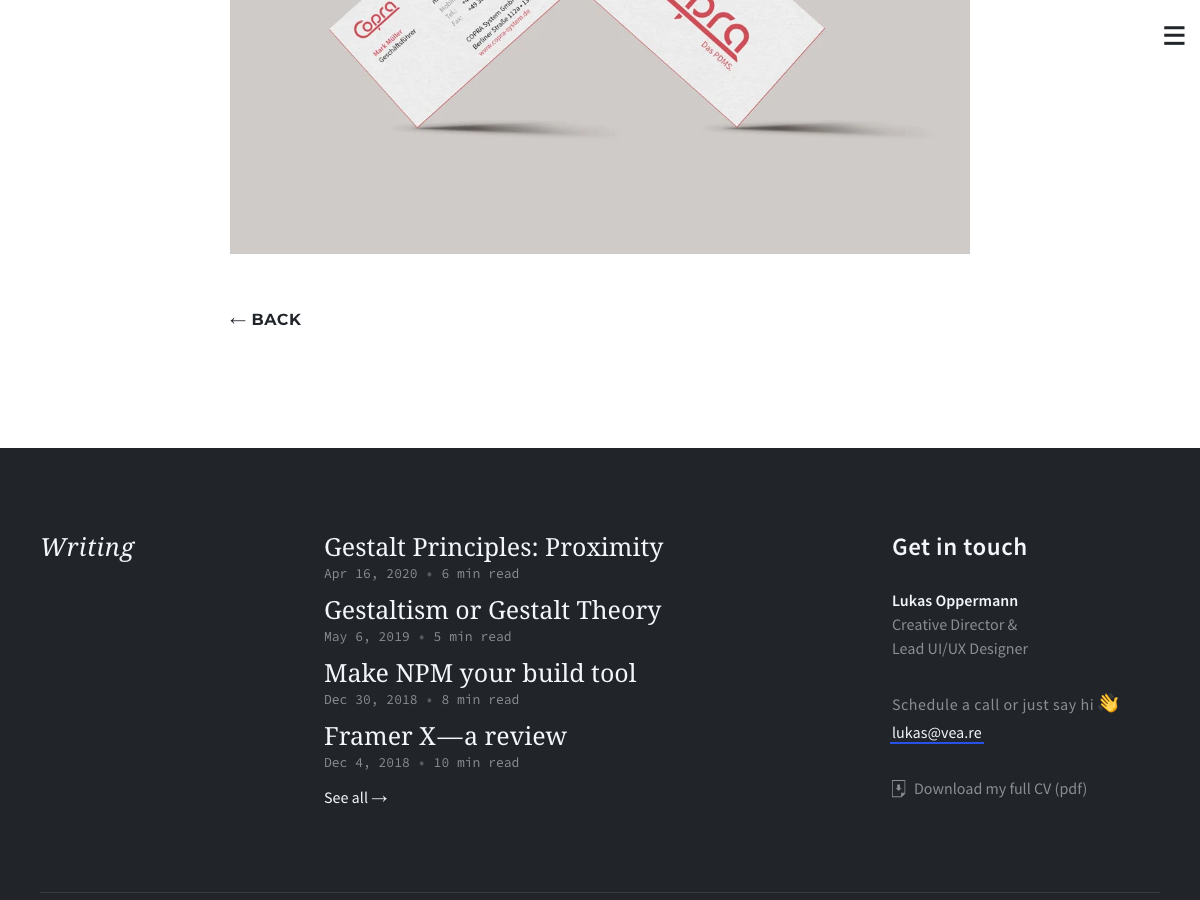 Copra
Mark Müller
Geschäftsführer
COPRA System GmbH
Berliner Straße 112a
www.copra-system.de
Das PDMS.
← BACK
Writing
Gestalt Principles: Proximity
Apr 16, 2020 • 6 min read
Gestaltism or Gestalt Theory
May 6, 2019 • 5 min read
Make NPM your build tool
Dec 30, 2018 • 8 min read
Framer X — a review
Dec 4, 2018 • 10 min read
See all →
Get in touch
Lukas Oppermann
Creative Director &
Lead UI/UX Designer
Schedule a call or just say hi 👋
lukas@vea.re
Download my full CV (pdf)